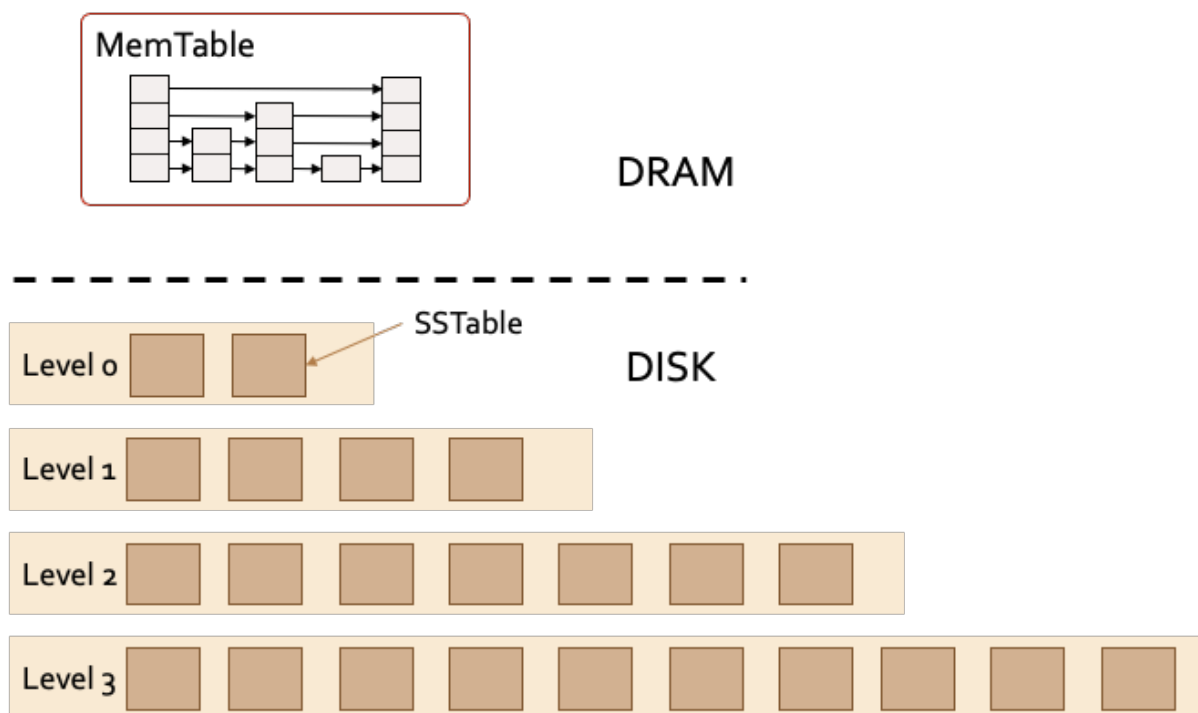 MemTable
DRAM
SSTable
Level 0
DISK
Level 1
Level 2
Level 3